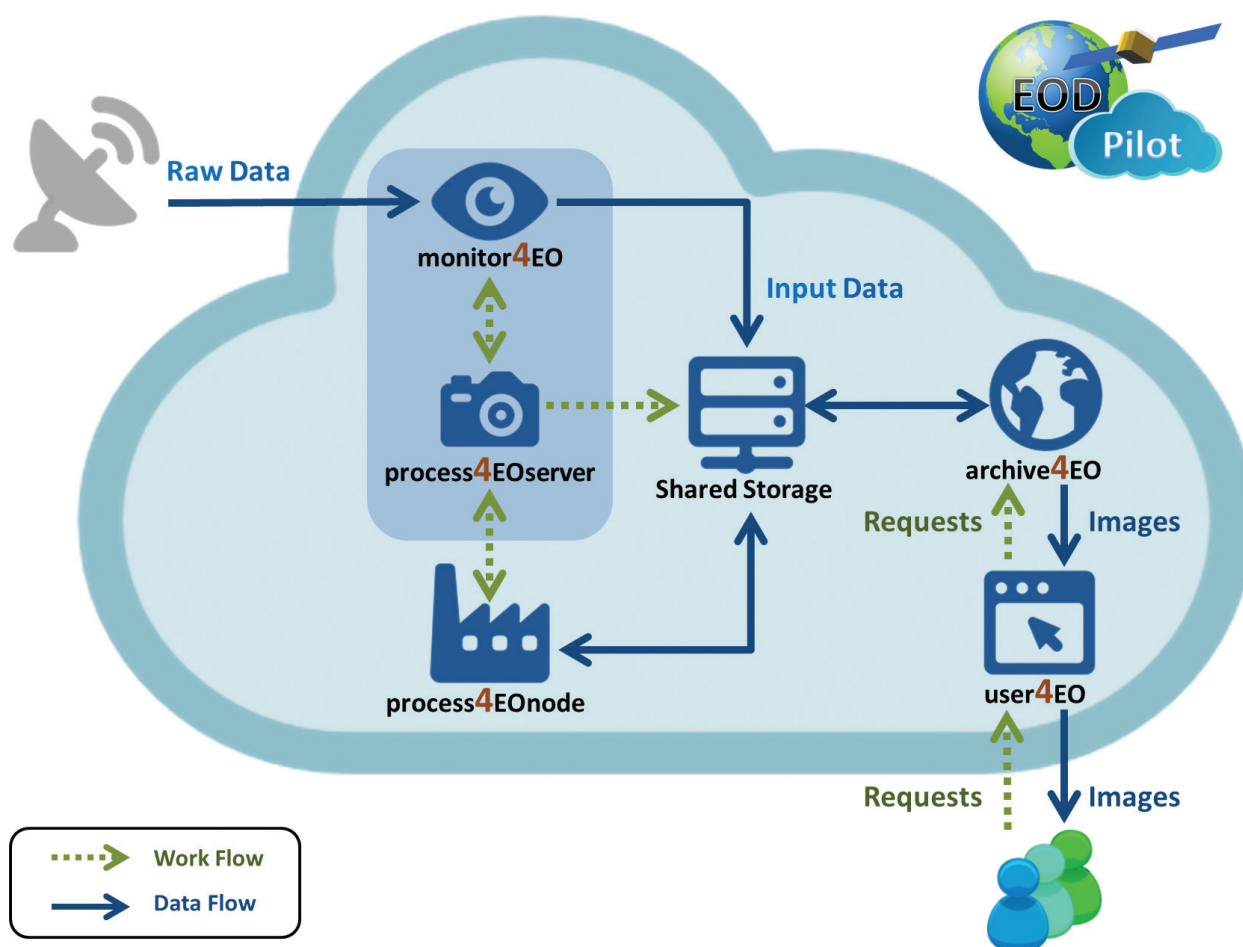 EOD
Pilot
Raw Data
monitor4EO
Input Data
process4EOserver
Shared Storage
archive4EO
Requests
Images
process4EOnode
user4EO
Requests
Images
Work Flow
Data Flow